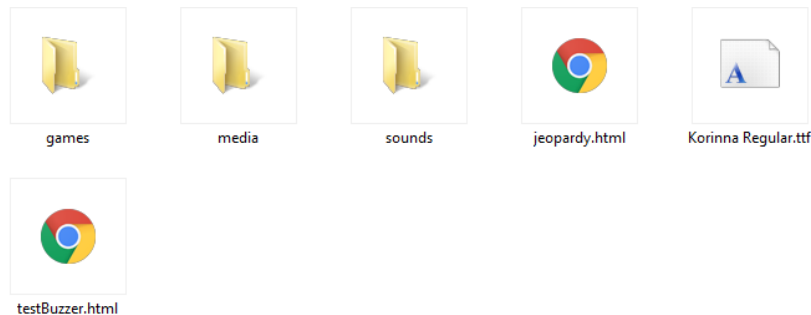 games
media
sounds
jeopardy.html
Korinna Regular.ttf
testBuzzer.html